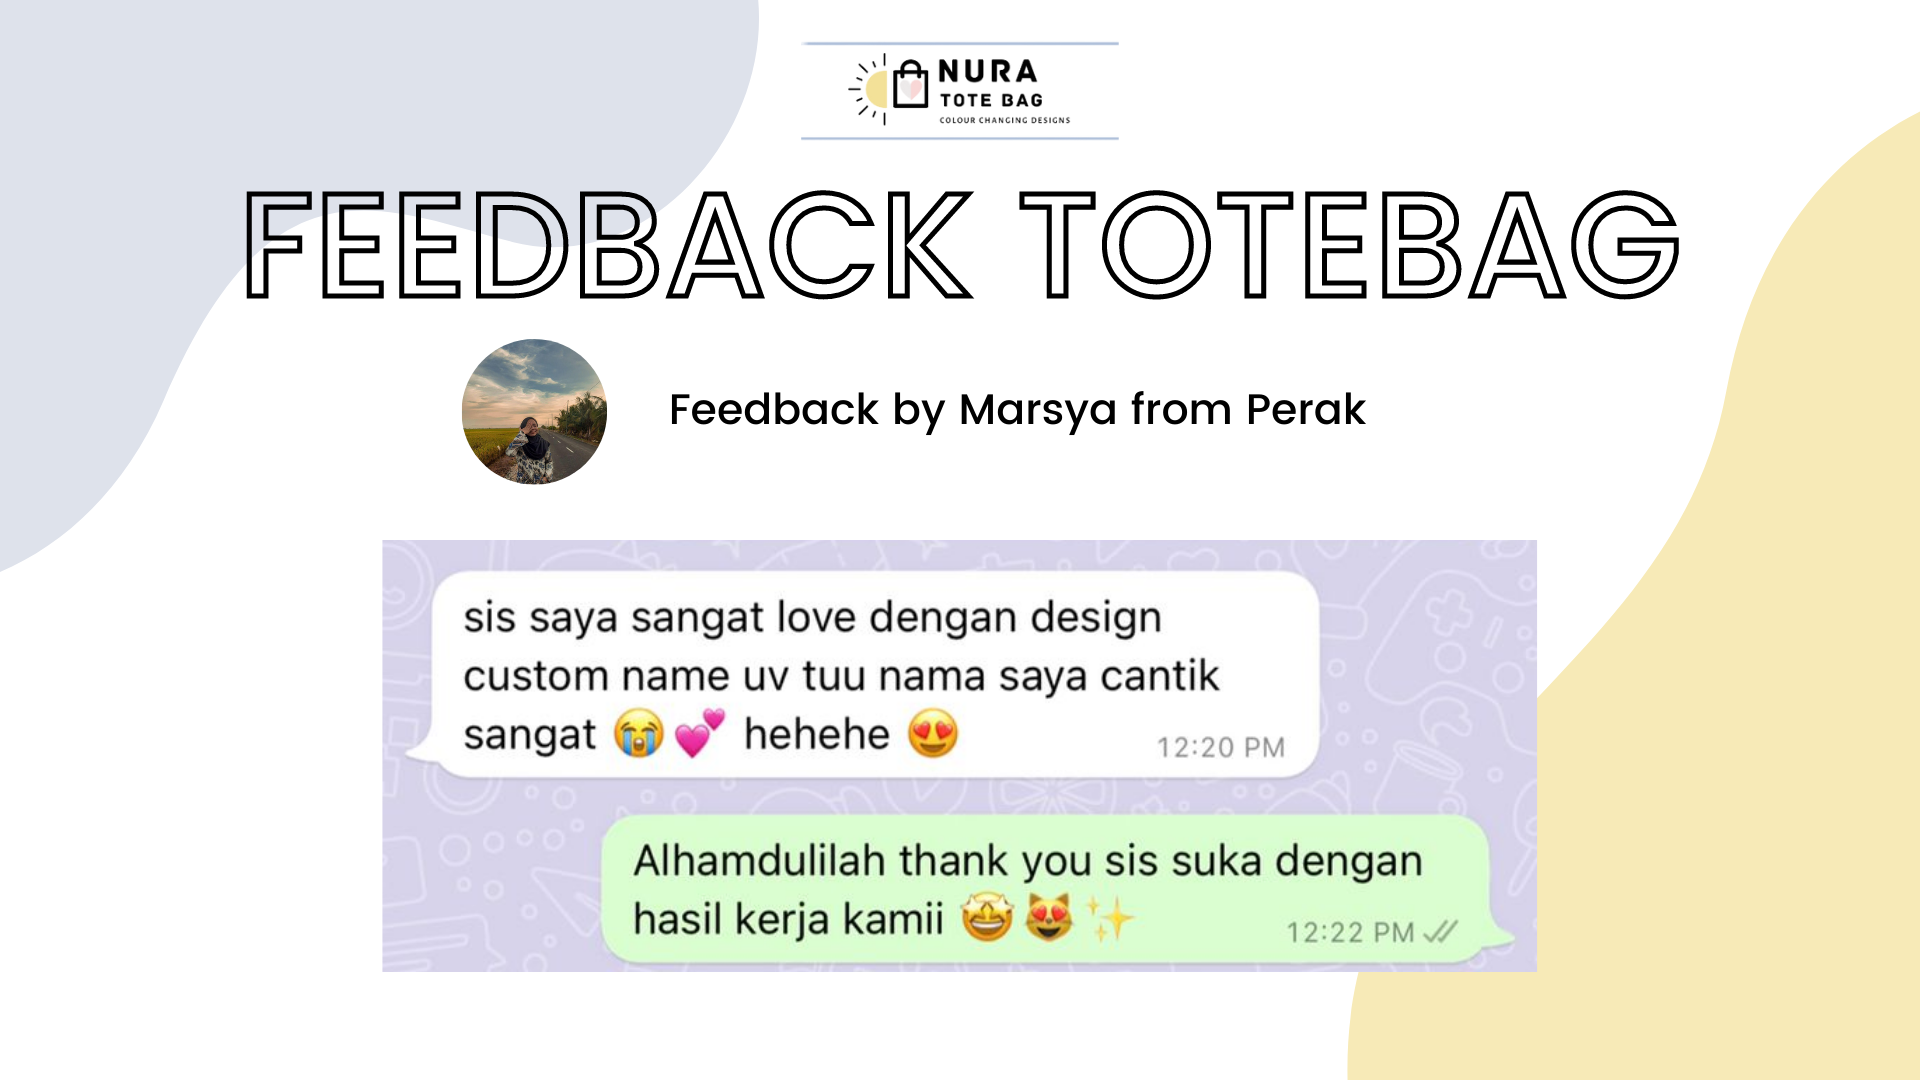 NURA
TOTE BAG
COLOUR CHANGING DESIGNS
FEEDBACK TOTEBAG
Feedback by Marsya from Perak
sis saya sangat love dengan design
custom name uv tuu nama saya cantik
sangat 😭💕 hehehe 😍
12:20 PM
Alhamdulilah thank you sis suka dengan
hasil kerja kamii 🤩😻✨
12:22 PM